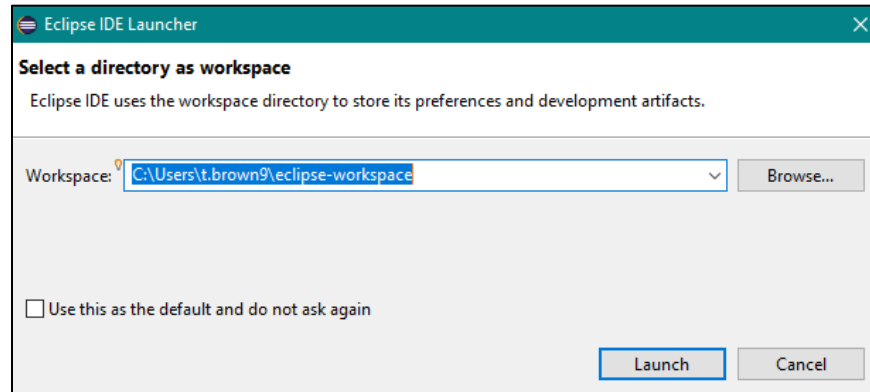 Eclipse IDE Launcher
Select a directory as workspace
Eclipse IDE uses the workspace directory to store its preferences and development artifacts.
Workspace: C:\Users\t.brown9\eclipse-workspace Browse...
Use this as the default and do not ask again
Launch Cancel